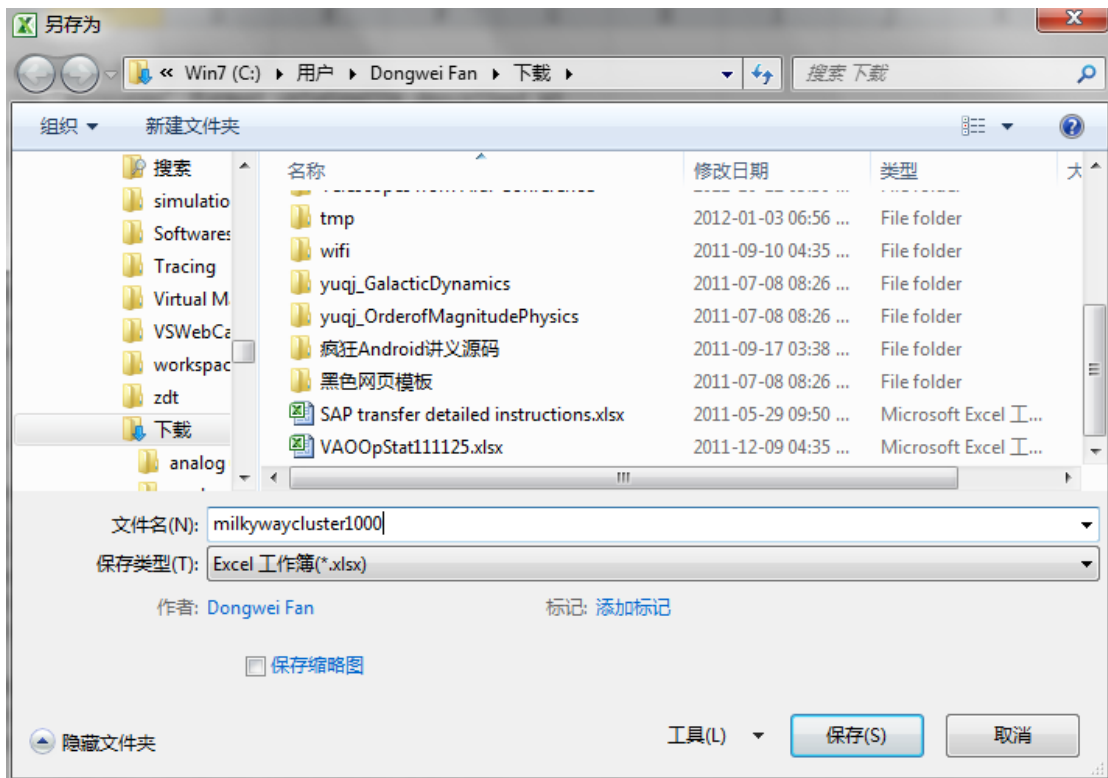 另存为
« Win7 (C:) ▸ 用户 ▸ Dongwei Fan ▸ 下载 ▸ 搜索 下载
组织 新建文件夹
搜索
simulatio
Softwares
Tracing
Virtual M
VSWebCa
workspac
zdt
下载
analog
名称 修改日期 类型 大
tmp 2012-01-03 06:56 ... File folder
wifi 2011-09-10 04:35 ... File folder
yuqj_GalacticDynamics 2011-07-08 08:26 ... File folder
yuqj_OrderofMagnitudePhysics 2011-07-08 08:26 ... File folder
疯狂Android讲义源码 2011-09-17 03:38 ... File folder
黑色网页模板 2011-07-08 08:26 ... File folder
SAP transfer detailed instructions.xlsx 2011-05-29 09:50 ... Microsoft Excel 工...
VAOOpStat111125.xlsx 2011-12-09 04:35 ... Microsoft Excel 工...
文件名(N): milkywaycluster1000
保存类型(T): Excel 工作簿(*.xlsx)
作者: Dongwei Fan 标记: 添加标记
保存缩略图
隐藏文件夹 工具(L) 保存(S) 取消